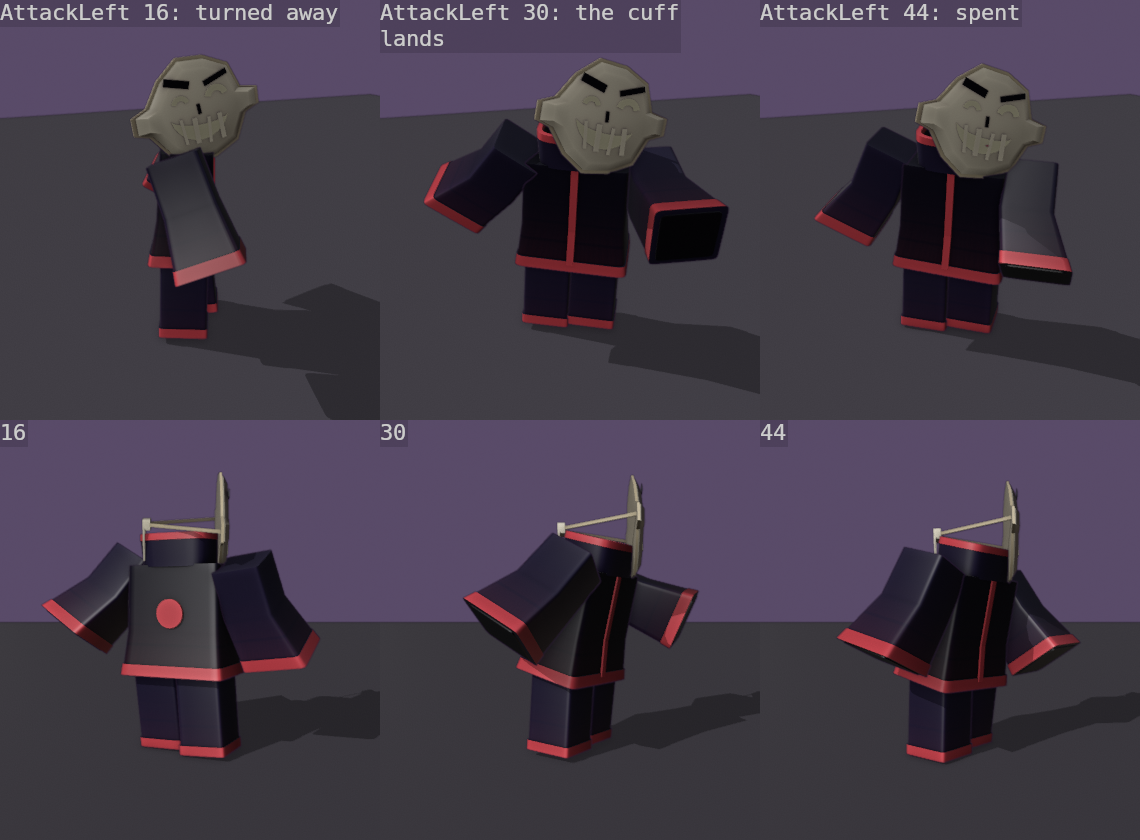 AttackLeft 16: turned away
AttackLeft 30: the cuff
lands
AttackLeft 44: spent
16
30
44